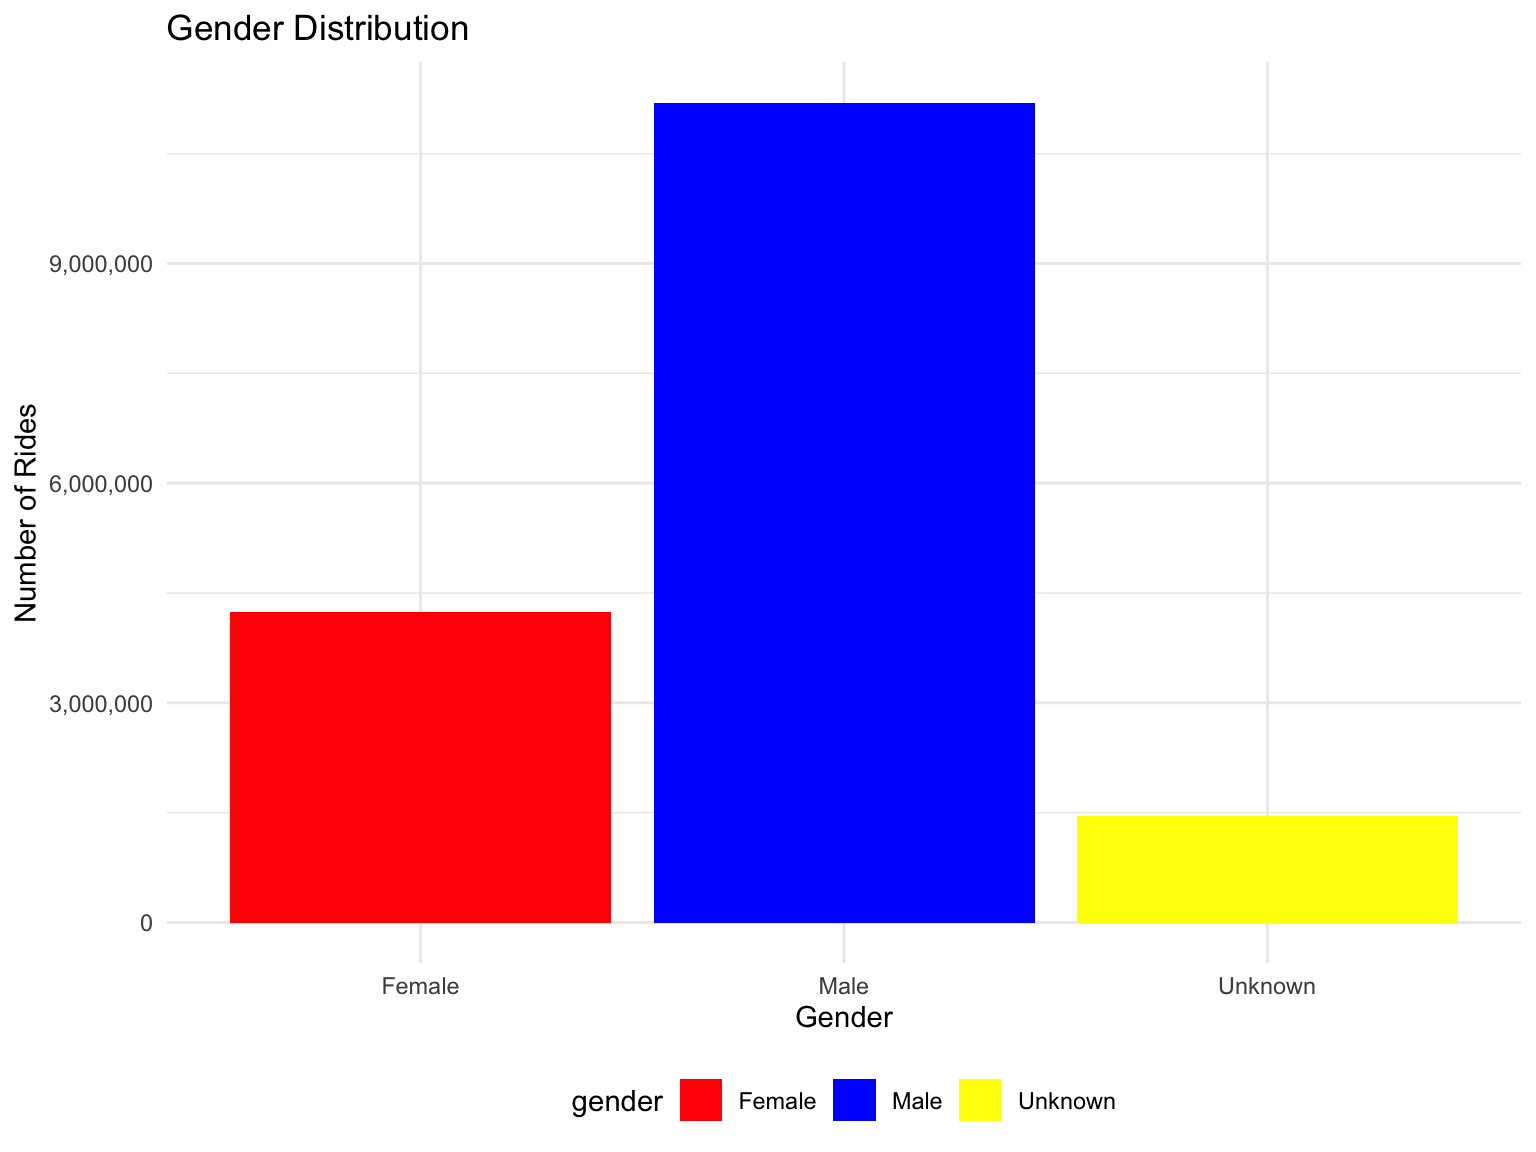 Gender Distribution
Number of Rides
9,000,000
6,000,000
3,000,000
0
Female Male Unknown
Gender
gender Female Male Unknown